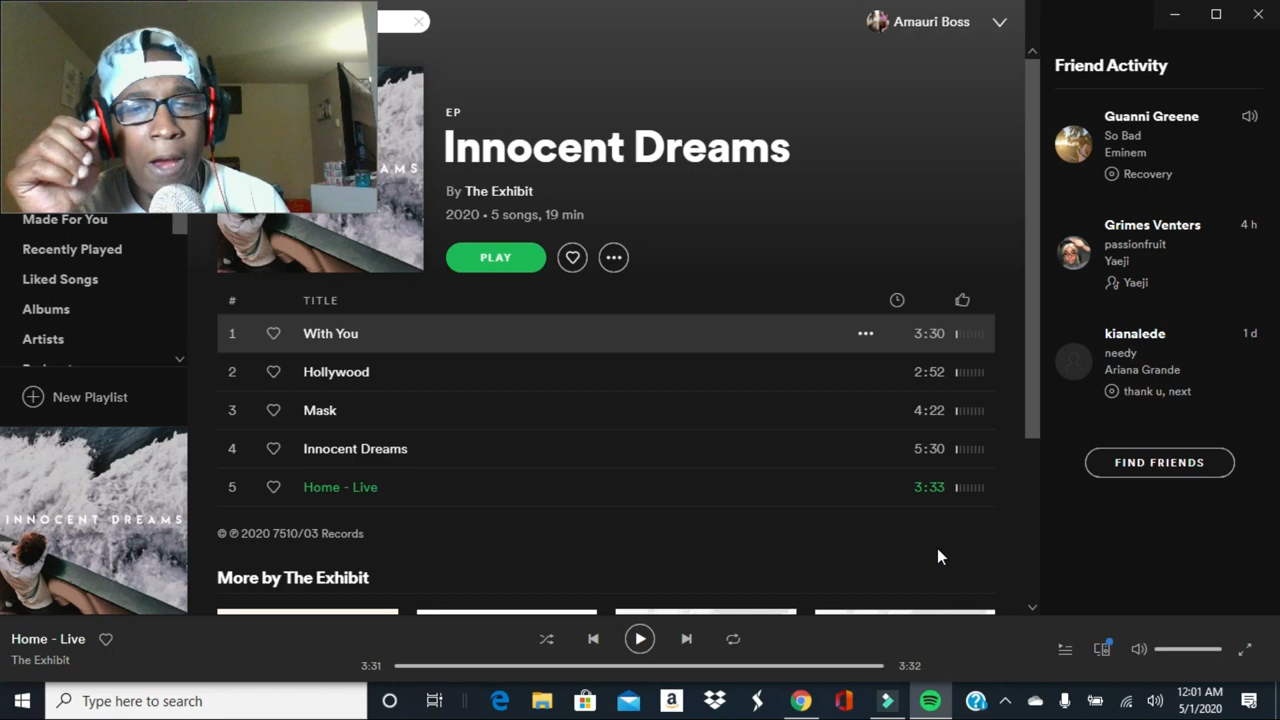 Amauri Boss
EP
Innocent Dreams
By The Exhibit
2020 • 5 songs, 19 min
PLAY
AMS
Made For You
Recently Played
Liked Songs
Albums
Artists
New Playlist
# TITLE
1 With You 3:30
2 Hollywood 2:52
3 Mask 4:22
4 Innocent Dreams 5:30
5 Home - Live 3:33
© ℗ 2020 7510/03 Records
More by The Exhibit
INNOCENT DREAMS
Friend Activity
Guanni Greene
So Bad
Eminem
Recovery
Grimes Venters 4 h
passionfruit
Yaeji
Yaeji
kianalede 1 d
needy
Ariana Grande
thank u, next
FIND FRIENDS
Home - Live
The Exhibit
3:31 3:32
Type here to search
12:01 AM
5/1/2020